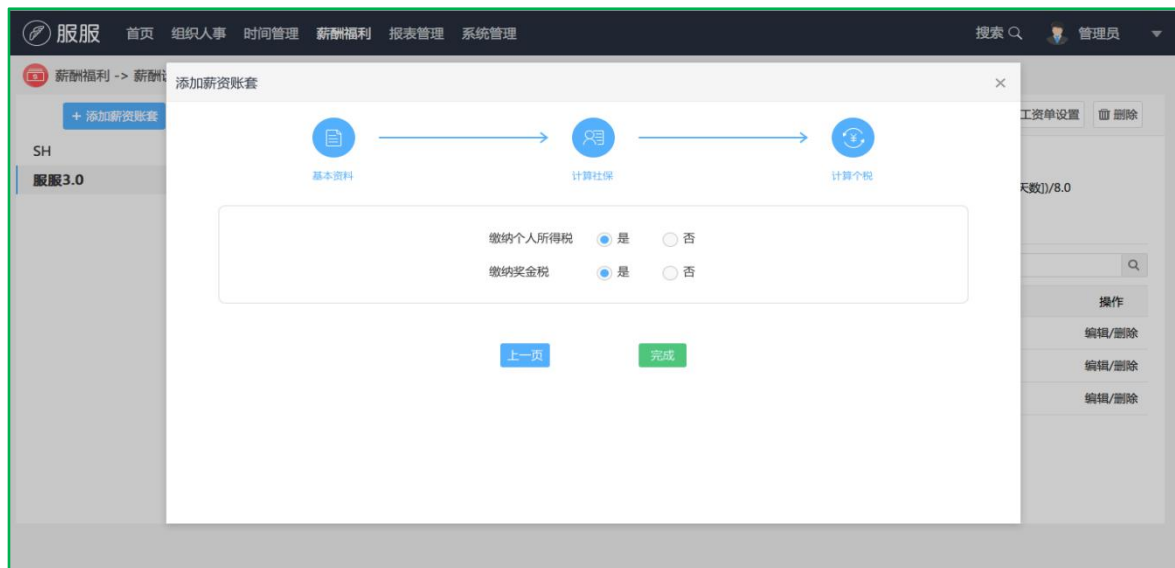 服服 首页 组织人事 时间管理 薪酬福利 报表管理 系统管理 搜索 管理员
薪酬福利 -> 薪酬
添加薪资账套
+ 添加薪资账套
工资单设置 删除
SH
服服3.0
基本资料 计算社保 计算个税
天数])/8.0
缴纳个人所得税 是 否
缴纳奖金税 是 否
操作
编辑/删除
上一页 完成
编辑/删除
编辑/删除